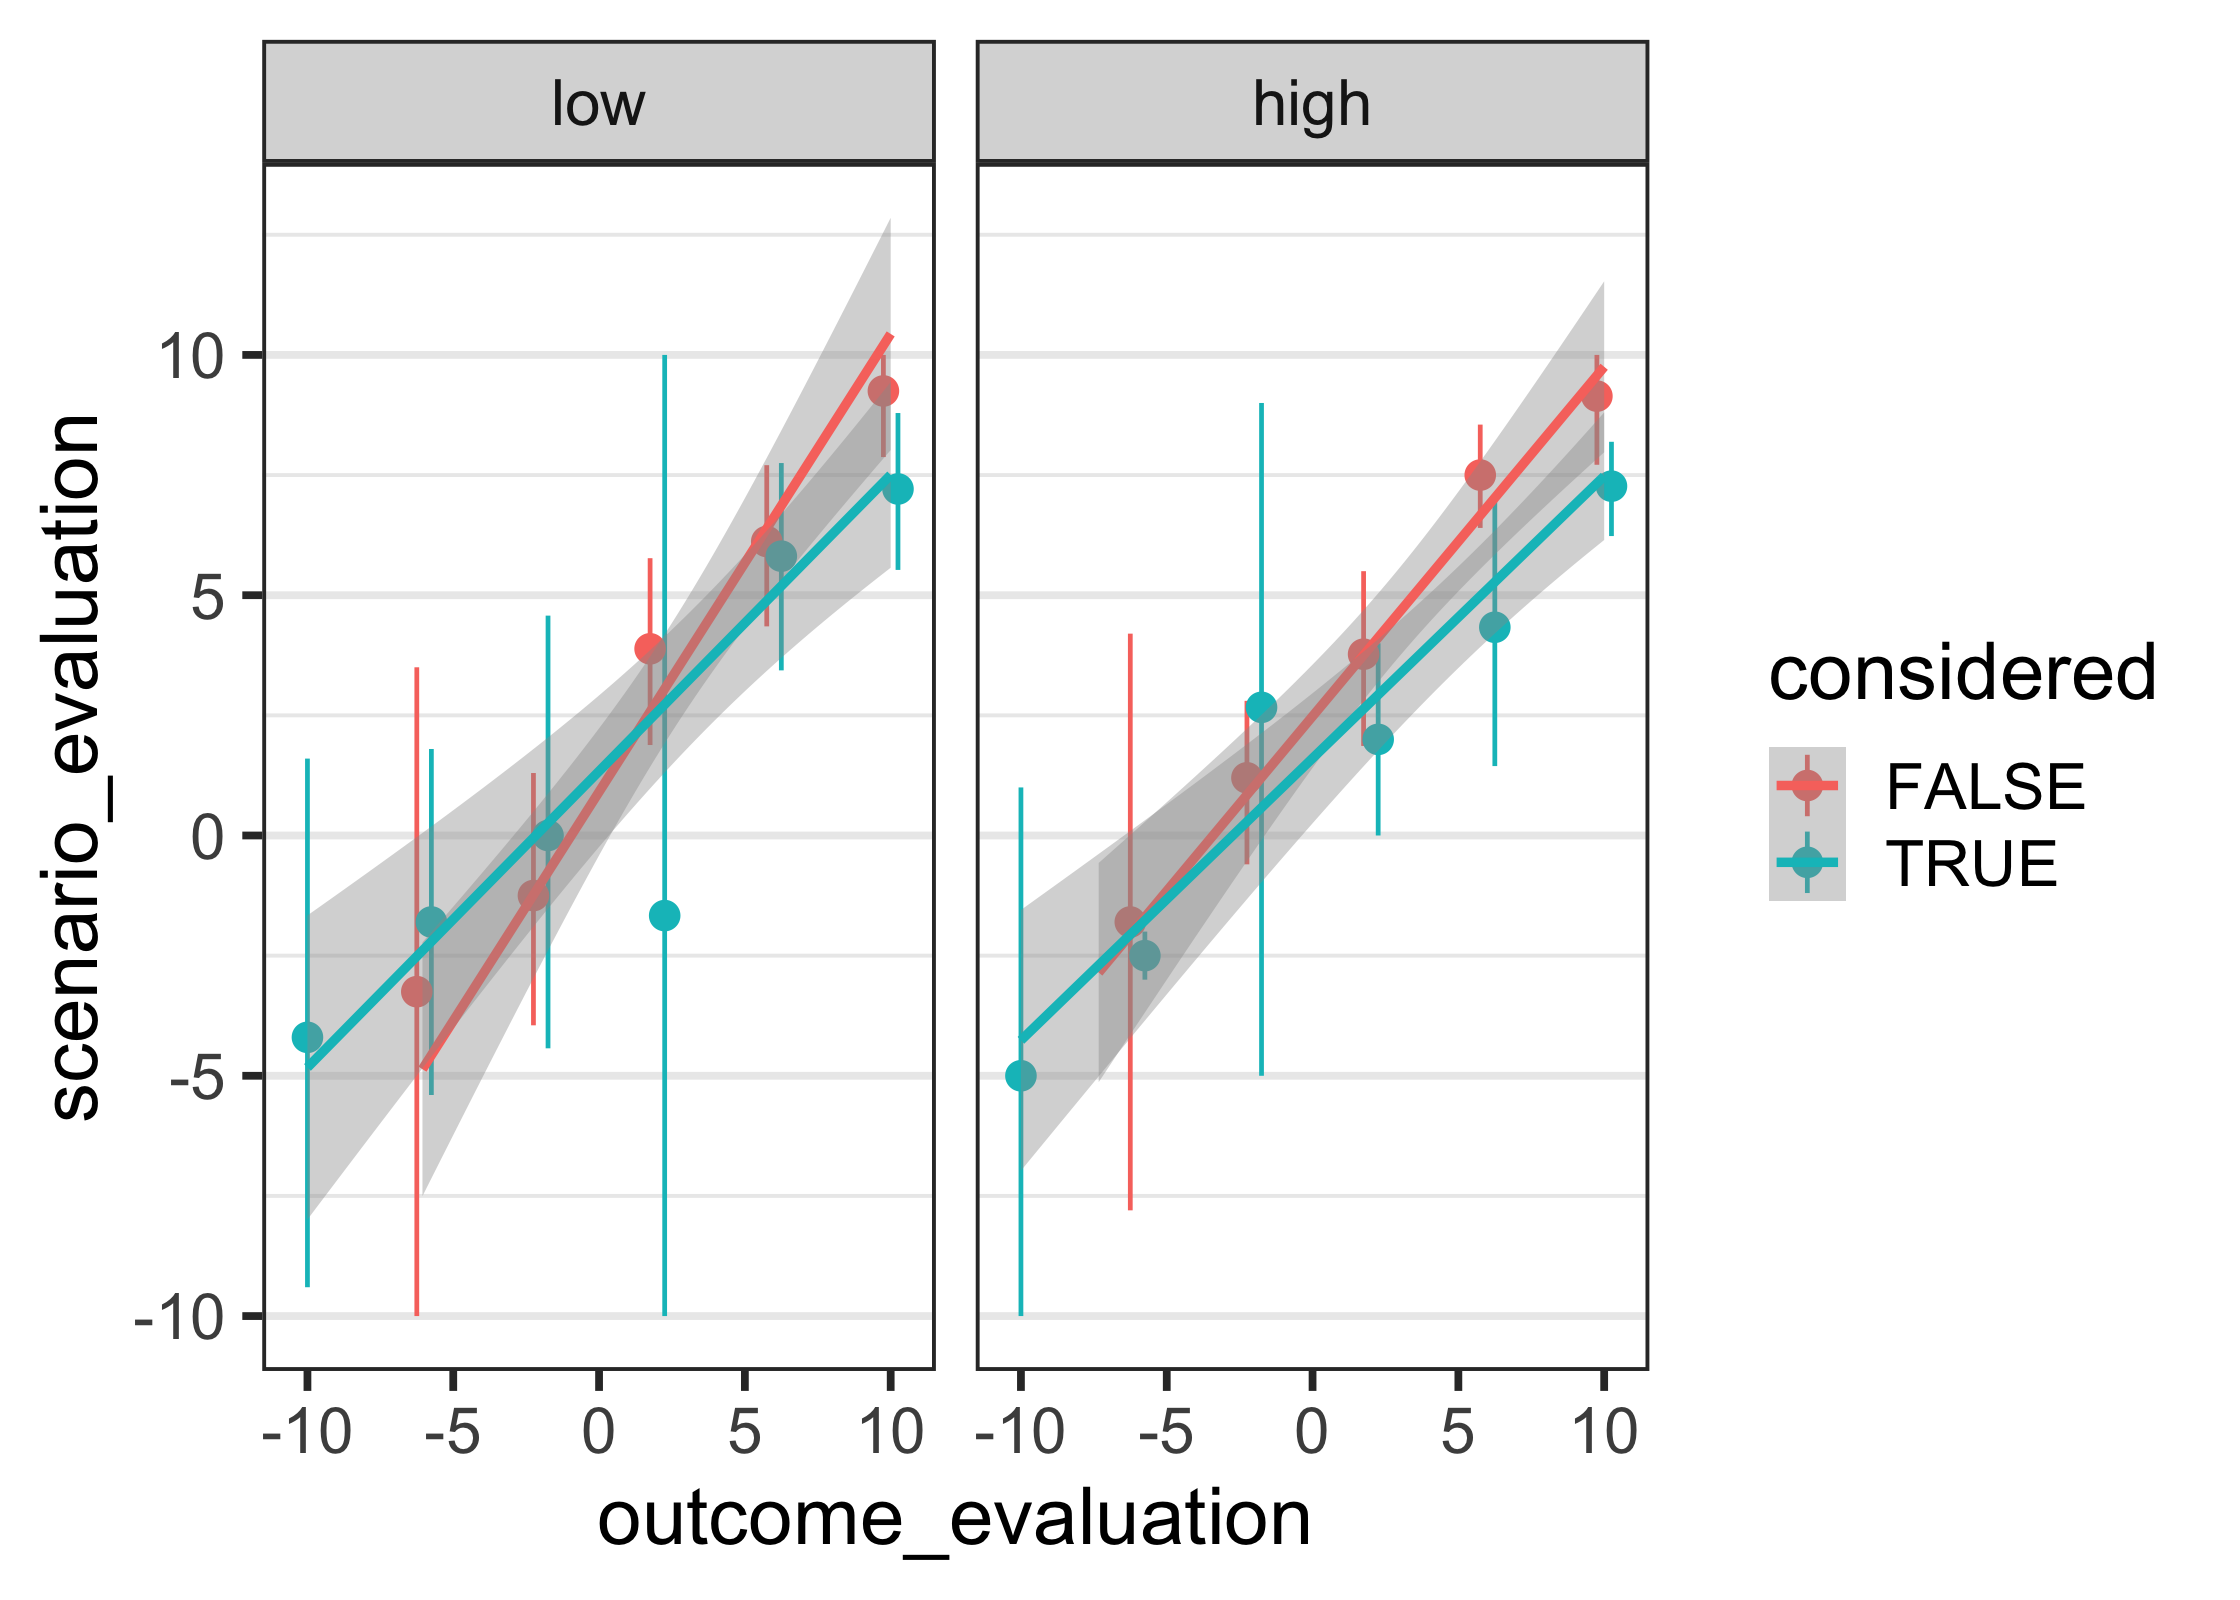 low
high
10
5
0
-5
-10
scenario_evaluation
-10 -5 0 5 10
-10 -5 0 5 10
outcome_evaluation
considered
FALSE
TRUE